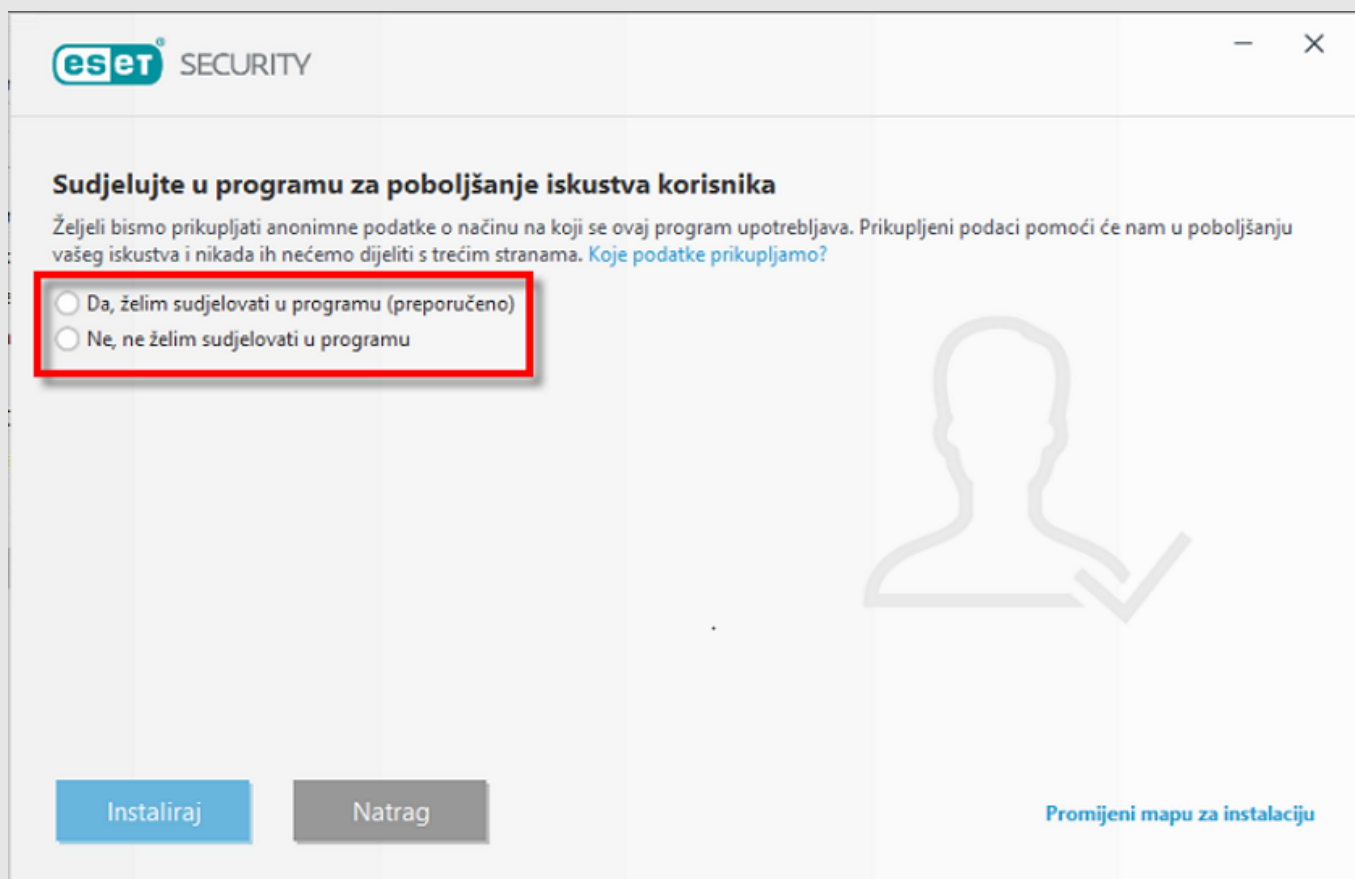 eset SECURITY
Sudjelujte u programu za poboljšanje iskustva korisnika
Željeli bismo prikupljati anonimne podatke o načinu na koji se ovaj program upotrebljava. Prikupljeni podaci pomoći će nam u poboljšanju
vašeg iskustva i nikada ih nećemo dijeliti s trećim stranama. Koje podatke prikupljamo?
Da, želim sudjelovati u programu (preporučeno)
Ne, ne želim sudjelovati u programu
Instaliraj
Natrag
Promijeni mapu za instalaciju